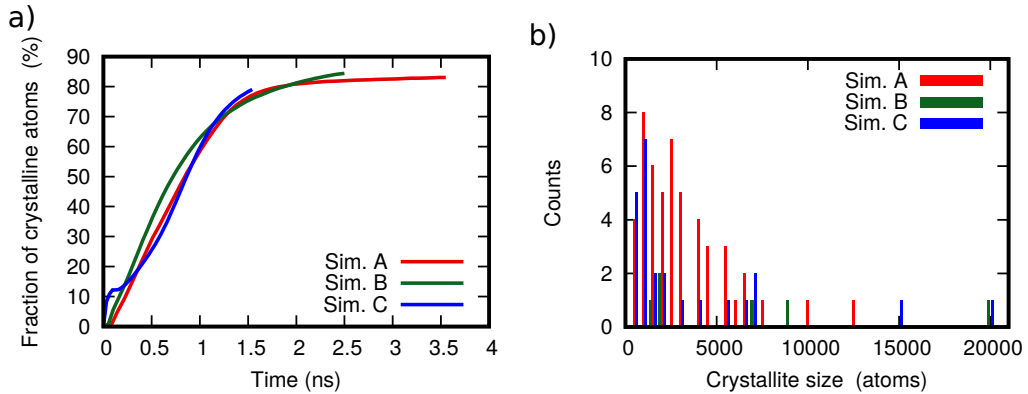 a)
Fraction of crystalline atoms (%)
90
80
70
60
50
40
30
20
10
0
0 0.5 1 1.5 2 2.5 3 3.5 4
Time (ns)
Sim. A
Sim. B
Sim. C
b)
Counts
10
8
6
4
2
0
0 5000 10000 15000 20000
Crystallite size (atoms)
Sim. A
Sim. B
Sim. C